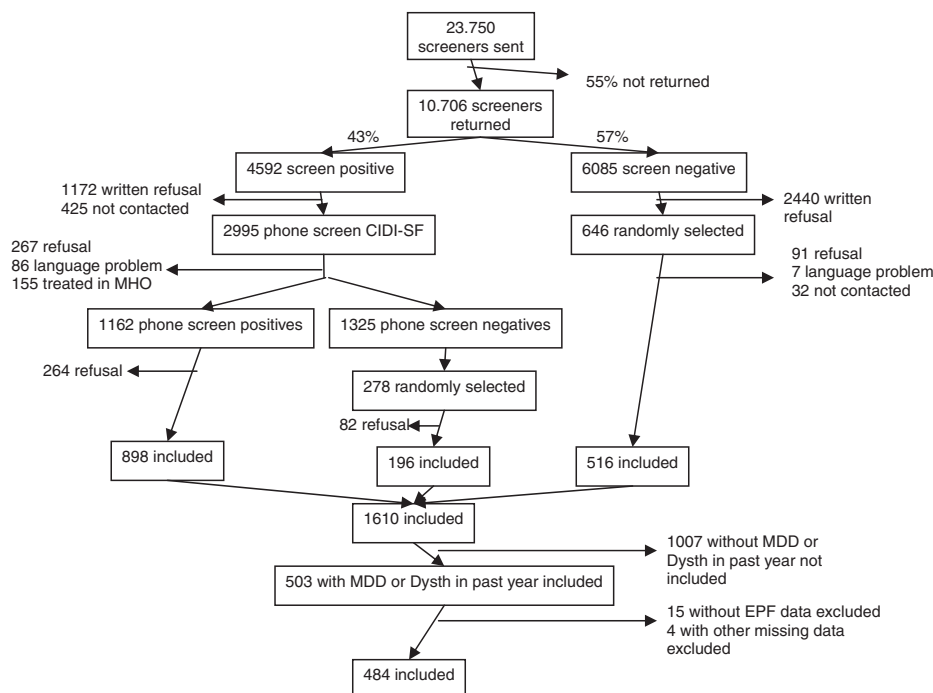 23.750
screeners sent
55% not returned
10.706 screeners
returned
43%
57%
4592 screen positive
6085 screen negative
1172 written refusal
425 not contacted
2440 written
refusal
2995 phone screen CIDI-SF
646 randomly selected
267 refusal
86 language problem
155 treated in MHO
91 refusal
7 language problem
32 not contacted
1162 phone screen positives
1325 phone screen negatives
264 refusal
278 randomly selected
82 refusal
898 included
196 included
516 included
1610 included
1007 without MDD or
Dysth in past year not
included
503 with MDD or Dysth in past year included
15 without EPF data excluded
4 with other missing data
excluded
484 included